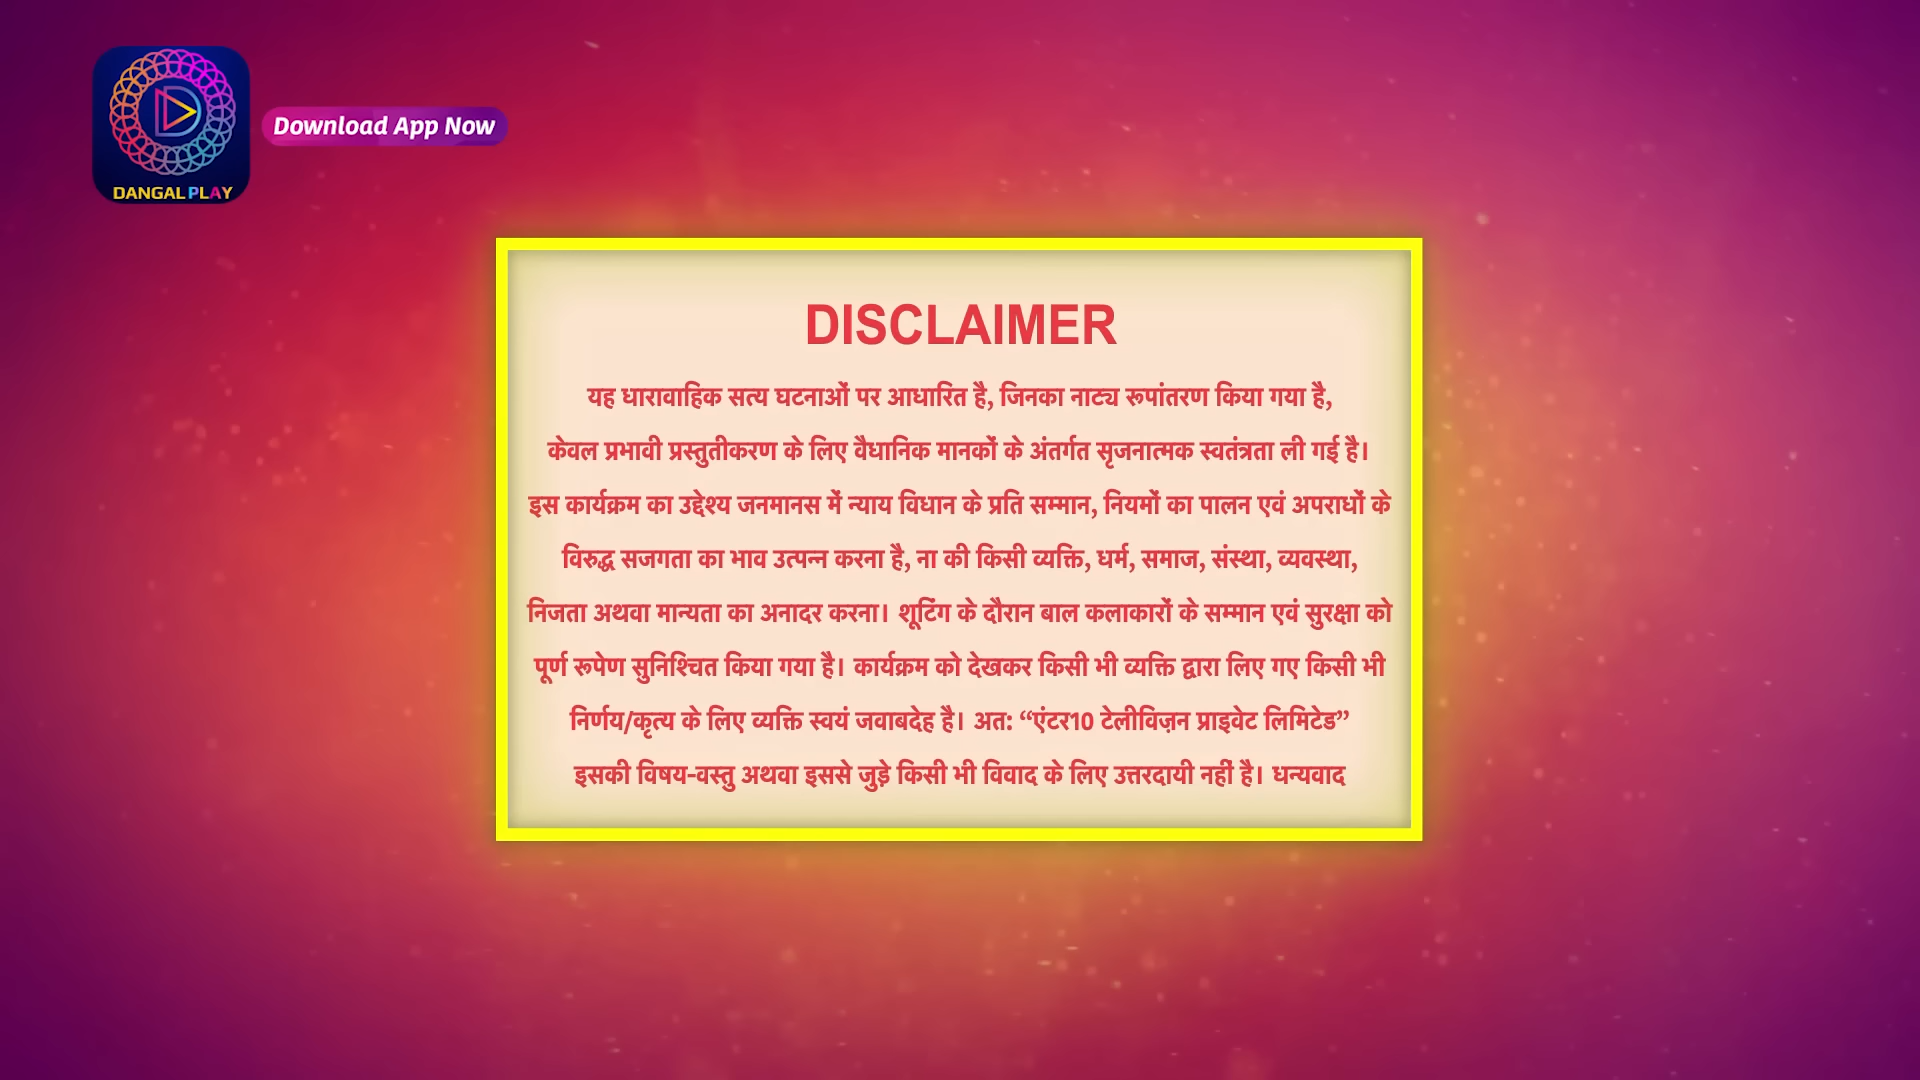 DANGAL PLAY
Download App Now
DISCLAIMER
यह धारावाहिक सत्य घटनाओं पर आधारित है, जिनका नाट्य रूपांतरण किया गया है,
केवल प्रभावी प्रस्तुतीकरण के लिए वैधानिक मानकों के अंतर्गत सृजनात्मक स्वतंत्रता ली गई है।
इस कार्यक्रम का उद्देश्य जनमानस में न्याय विधान के प्रति सम्मान, नियमों का पालन एवं अपराधों के
विरुद्ध सजगता का भाव उत्पन्न करना है, ना की किसी व्यक्ति, धर्म, समाज, संस्था, व्यवस्था,
निजता अथवा मान्यता का अनादर करना। शूटिंग के दौरान बाल कलाकारों के सम्मान एवं सुरक्षा को
पूर्ण रूपेण सुनिश्चित किया गया है। कार्यक्रम को देखकर किसी भी व्यक्ति द्वारा लिए गए किसी भी
निर्णय/कृत्य के लिए व्यक्ति स्वयं जवाबदेह है। अत: “एंटर10 टेलीविज़न प्राइवेट लिमिटेड”
इसकी विषय-वस्तु अथवा इससे जुड़े किसी भी विवाद के लिए उत्तरदायी नहीं है। धन्यवाद